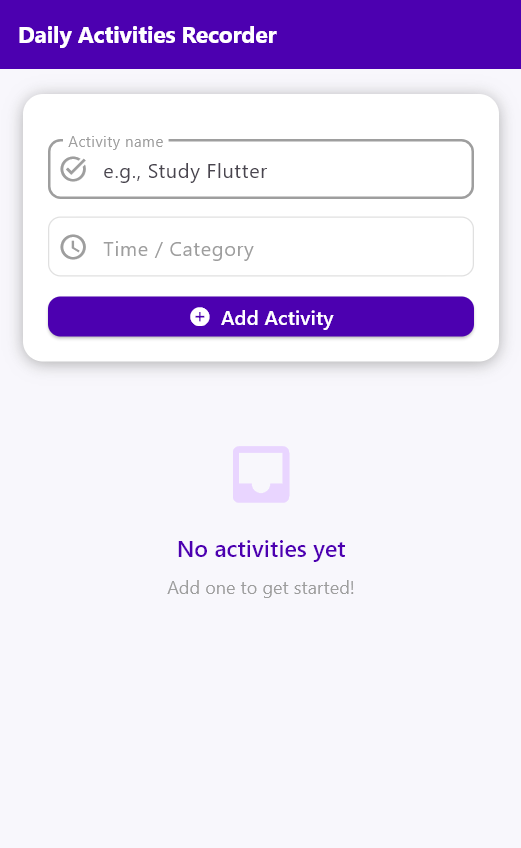 Daily Activities Recorder
Activity name
e.g., Study Flutter
Time / Category
Add Activity
No activities yet
Add one to get started!